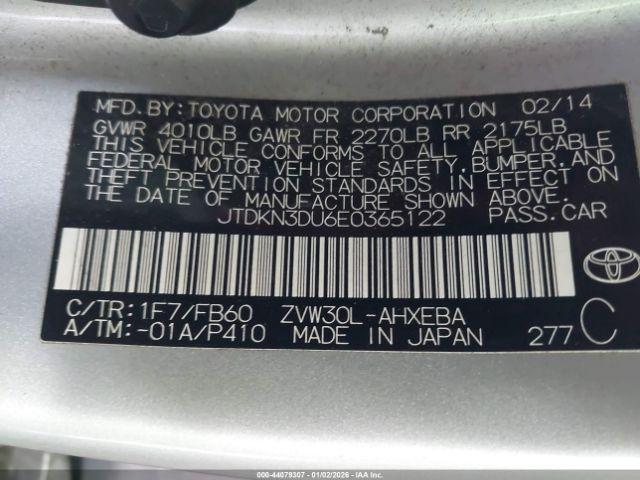 MFD. BY: TOYOTA MOTOR CORPORATION 02/14
GVWR 4010LB GAWR FR 2270LB RR 2175LB
THIS VEHICLE CONFORMS TO ALL APPLICABLE
FEDERAL MOTOR VEHICLE SAFETY, BUMPER, AND
THEFT PREVENTION STANDARDS IN EFFECT ON
THE DATE OF MANUFACTURE SHOWN ABOVE.
JTDKN3DU6E0365122 PASS.CAR
C/TR: 1F7/FB60 ZVW30L-AHXEBA
A/TM: -01A/P410 MADE IN JAPAN 277 C
000-44079307 - 01/02/2026 - IAAI.COM